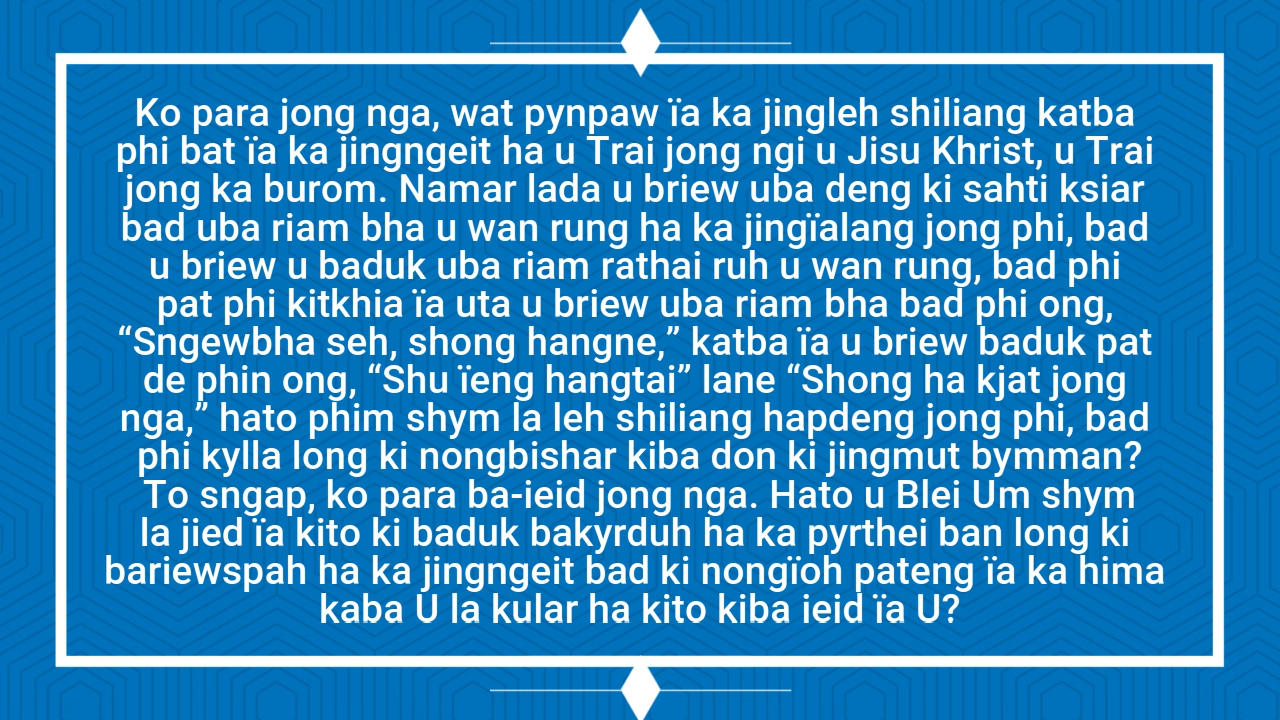 Ko para jong nga, wat pynpaw ïa ka jingleh shiliang katba
phi bat ïa ka jingngeit ha u Trai jong ngi u Jisu Khrist, u Trai
jong ka burom. Namar lada u briew uba deng ki sahti ksiar
bad uba riam bha u wan rung ha ka jingïalang jong phi, bad
u briew u baduk uba riam rathai ruh u wan rung, bad phi
pat phi kitkhia ïa uta u briew uba riam bha bad phi ong,
“Sngewbha seh, shong hangne,” katba ïa u briew baduk pat
de phin ong, “Shu ïeng hangtai” lane “Shong ha kjat jong
nga,” hato phim shym la leh shiliang hapdeng jong phi, bad
phi kylla long ki nongbishar kiba don ki jingmut bymman?
To sngap, ko para ba-ieid jong nga. Hato u Blei Um shym
la jied ïa kito ki baduk bakyrduh ha ka pyrthei ban long ki
bariewspah ha ka jingngeit bad ki nongïoh pateng ïa ka hima
kaba U la kular ha kito kiba ieid ïa U?